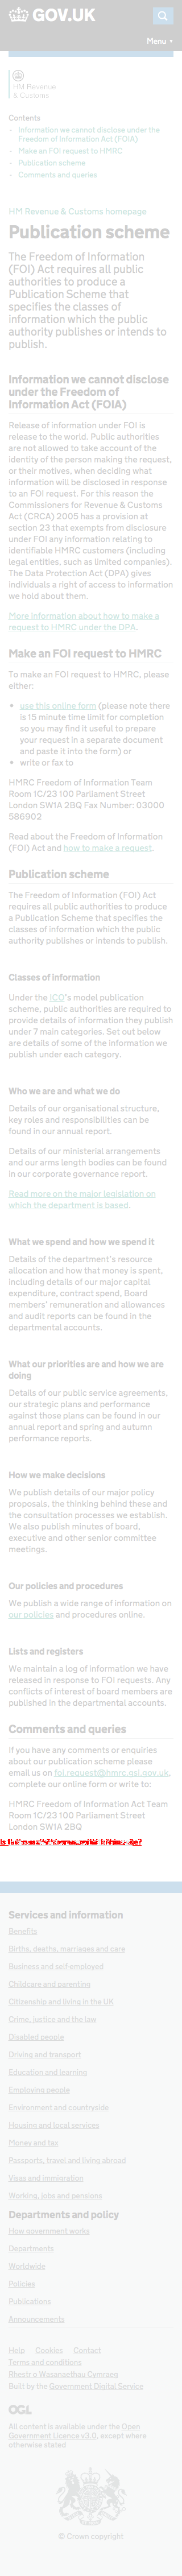 GOV.UK
Menu
HM Revenue
& Customs
Contents
- Information we cannot disclose under the
Freedom of Information Act (FOIA)
- Make an FOI request to HMRC
- Publication scheme
- Comments and queries
HM Revenue & Customs homepage
Publication scheme
The Freedom of Information
(FOI) Act requires all public
authorities to produce a
Publication Scheme that
specifies the classes of
information which the public
authority publishes or intends to
publish.
Information we cannot disclose
under the Freedom of
Information Act (FOIA)
Release of information under FOI is
release to the world. Public authorities
are not allowed to take account of the
identity of the person making the request,
or their motives, when deciding what
information will be disclosed in response
to an FOI request. For this reason the
Commissioners for Revenue & Customs
Act (CRCA) 2005 has a provision at
section 23 that exempts from disclosure
under FOI any information relating to
identifiable HMRC customers (including
legal entities, such as limited companies).
The Data Protection Act (DPA) gives
individuals a right of access to information
we hold about them.
More information about how to make a
request to HMRC under the DPA.
Make an FOI request to HMRC
To make an FOI request to HMRC, please
either:
• use this online form (please note there
is 15 minute time limit for completion
so you may find it useful to prepare
your request in a separate document
and paste it into the form) or
• write or fax to
HMRC Freedom of Information Team
Room 1C/23 100 Parliament Street
London SW1A 2BQ Fax Number: 03000
586902
Read about the Freedom of Information
(FOI) Act and how to make a request.
Publication scheme
The Freedom of Information (FOI) Act
requires all public authorities to produce
a Publication Scheme that specifies the
classes of information which the public
authority publishes or intends to publish.
Classes of information
Under the ICO's model publication
scheme, public authorities are required to
provide details of information they publish
under 7 main categories. Set out below
are details of some of the information we
publish under each category.
Who we are and what we do
Details of our organisational structure,
key roles and responsibilities can be
found in our annual report.
Details of our ministerial arrangements
and our arms length bodies can be found
in our corporate governance report.
Read more on the major legislation on
which the department is based.
What we spend and how we spend it
Details of the department's resource
allocation and how that money is spent,
including details of our major capital
expenditure, contract spend, Board
members' remuneration and allowances
and audit reports can be found in the
departmental accounts.
What our priorities are and how we are
doing
Details of our public service agreements,
our strategic plans and performance
against those plans can be found in our
annual report and spring and autumn
performance reports.
How we make decisions
We publish details of our major policy
proposals, the thinking behind those and
the public consultation process we
establish. We also publish minutes of board,
executive and other senior committee
meetings.
Our policies and procedures
We publish a wide range of information on
our policies and procedures online.
Lists and registers
We maintain a log of information we have
released in response to FOI requests. Any
conflicts of interest of board members are
published in the departmental accounts.
Comments and queries
If you have any comments or enquiries
about our publication scheme please
email us on foi.request@hmrc.gsi.gov.uk,
complete our online form or write to:
HMRC Freedom of Information Act Team
Room 1C/23 100 Parliament Street
London SW1A 2BQ
Services and information
Benefits
Births, deaths, marriages and care
Business and self-employed
Childcare and parenting
Citizenship and living in the UK
Crime, justice and the law
Disabled people
Driving and transport
Education and learning
Employing people
Environment and countryside
Housing and local services
Money and tax
Passports, travel and living abroad
Visas and immigration
Working, jobs and pensions
Departments and policy
How government works
Departments
Worldwide
Policies
Publications
Announcements
Help Cookies Contact
Terms and conditions
Rhestr o Wasanaethau Cymraeg
Built by the Government Digital Service
OGL
All content is available under the Open
Government Licence v3.0, except where
otherwise stated
© Crown copyright